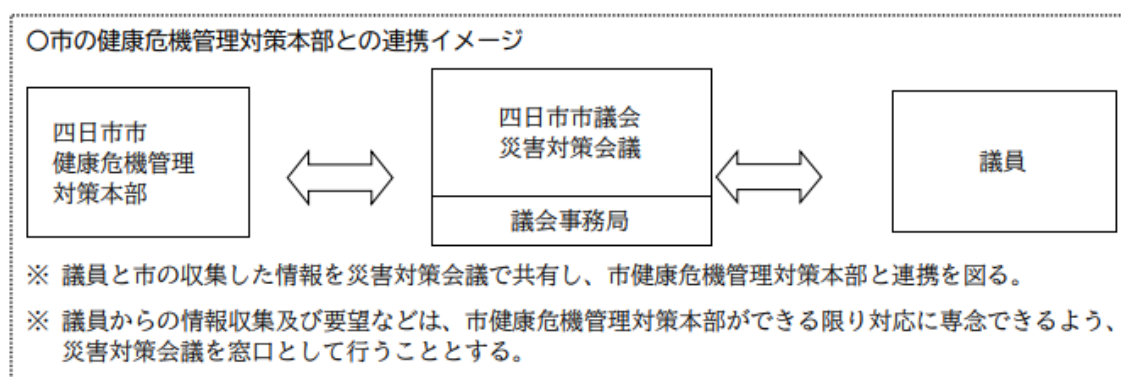 〇市の健康危機管理対策本部との連携イメージ
四日市市
健康危機管理
対策本部
四日市市議会
災害対策会議
議会事務局
議員
※ 議員と市の収集した情報を災害対策会議で共有し、市健康危機管理対策本部と連携を図る。
※ 議員からの情報収集及び要望などは、市健康危機管理対策本部ができる限り対応に専念できるよう、
災害対策会議を窓口として行うこととする。